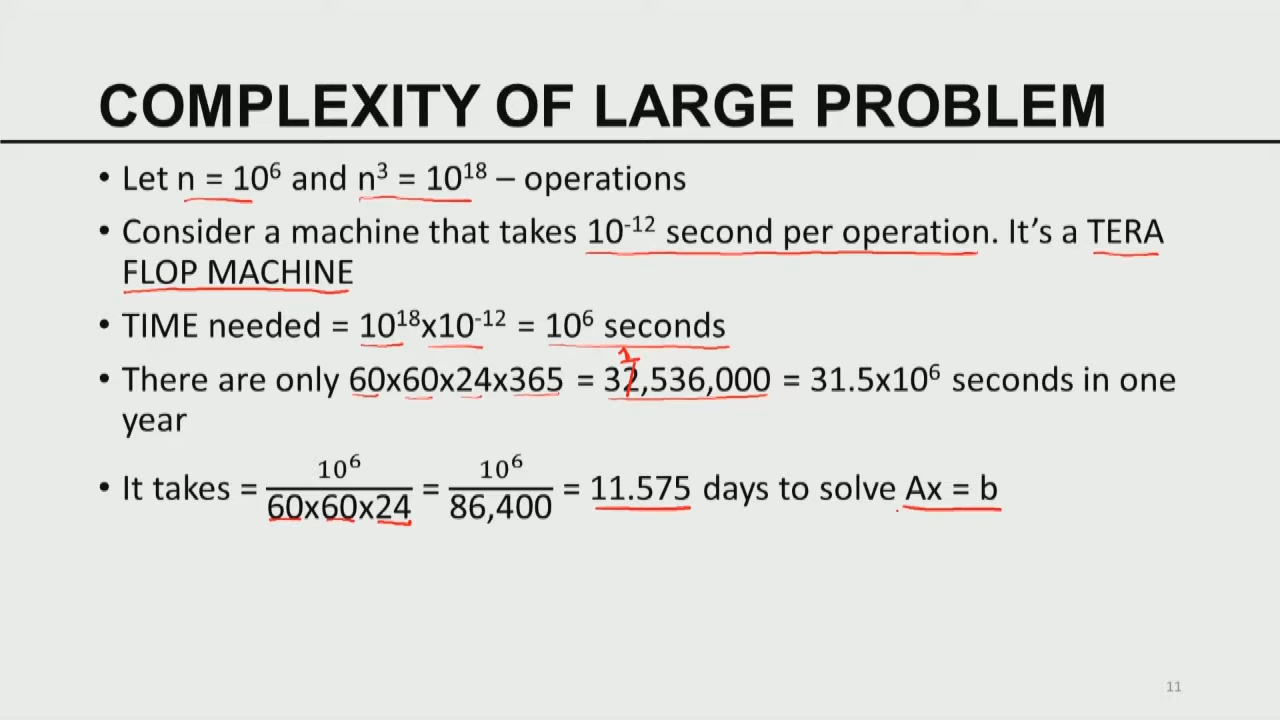 COMPLEXITY OF LARGE PROBLEM
• Let n = 10⁶ and n³ = 10¹⁸ – operations
• Consider a machine that takes 10⁻¹² second per operation. It’s a TERA
FLOP MACHINE
• TIME needed = 10¹⁸x10⁻¹² = 10⁶ seconds
1
• There are only 60x60x24x365 = 32,536,000 = 31.5x10⁶ seconds in one
year
• It takes = 10⁶/60x60x24 = 10⁶/86,400 = 11.575 days to solve Ax = b
11